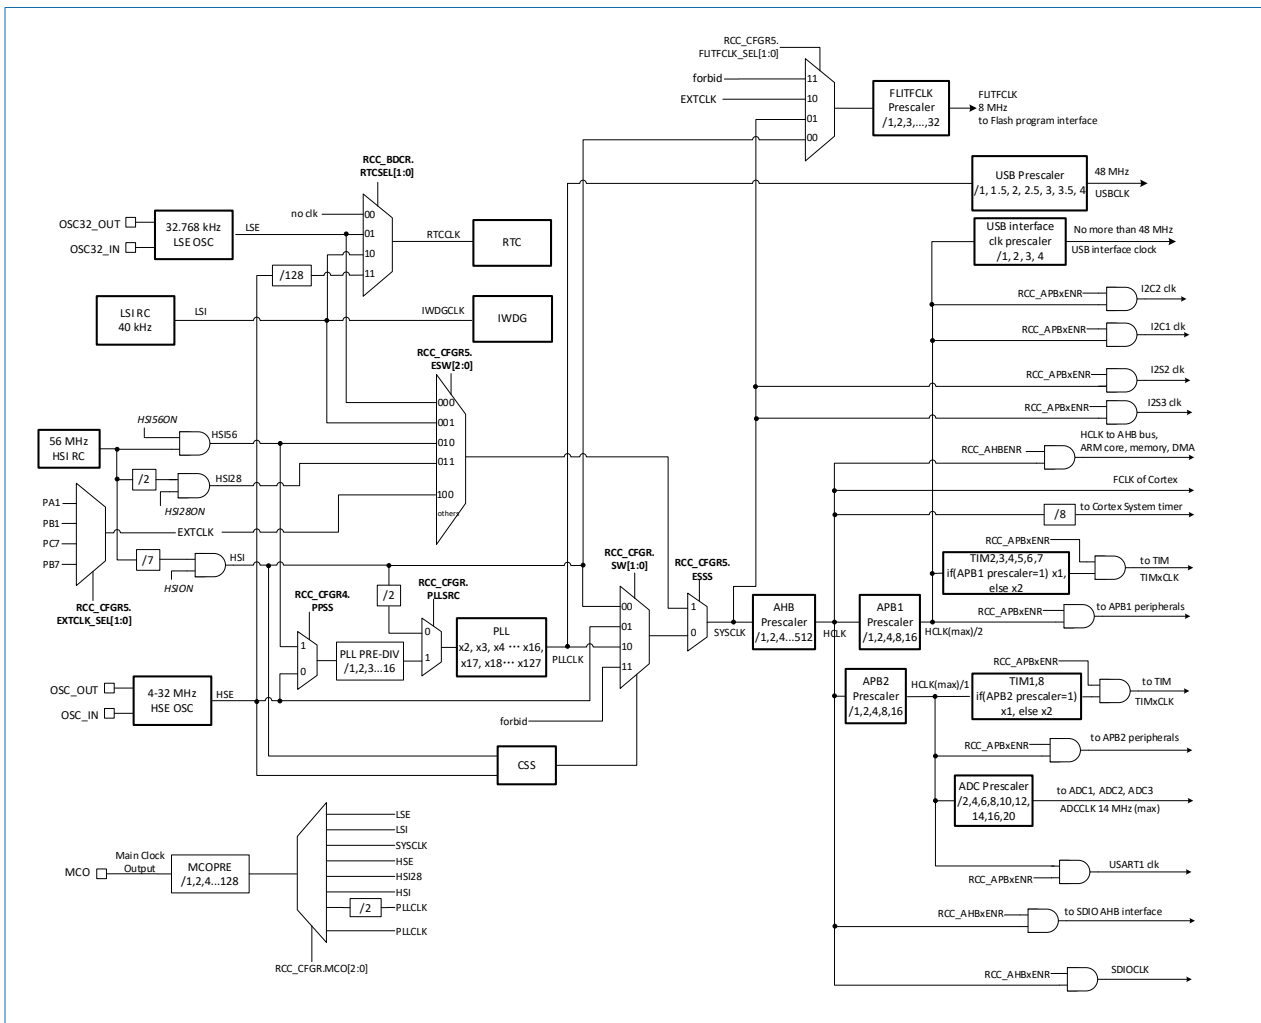 RCC_CFGR5.
FLITFCLK_SEL[1:0]
forbid
11
EXTCLK
10
01
00
FLITFCLK
Prescaler
/1,2,3,...,32
FLITFCLK
8 MHz
to Flash program interface
RCC_BDCR.
RTCSEL[1:0]
USB Prescaler
/1, 1.5, 2, 2.5, 3, 3.5, 4
48 MHz
USBCLK
OSC32_OUT
OSC32_IN
32.768 kHz
LSE OSC
LSE
no clk
00
01
10
11
/128
RTCCLK
RTC
USB interface
clk prescaler
/1, 2, 3, 4
No more than 48 MHz
USB interface clock
LSI RC
40 kHz
LSI
IWDGCLK
IWDG
RCC_APBxENR
I2C2 clk
RCC_APBxENR
I2C1 clk
RCC_CFGR5.
ESW[2:0]
000
001
010
011
100
others
RCC_APBxENR
I2S2 clk
RCC_APBxENR
I2S3 clk
HSI56ON
HSI56
56 MHz
HSI RC
/2
HSI28
HSI28ON
RCC_AHBENR
HCLK to AHB bus,
ARM core, memory, DMA
FCLK of Cortex
/8
to Cortex System timer
PA1
PB1
PC7
PB7
EXTCLK
RCC_CFGR5.
EXTCLK_SEL[1:0]
/7
HSI
HSION
RCC_CFGR4.
PPSS
1
0
PLL PRE-DIV
/1,2,3...16
/2
RCC_CFGR.
PLLSRC
0
1
PLL
x2, x3, x4 ··· x16,
x17, x18··· x127
PLLCLK
RCC_CFGR.
SW[1:0]
00
01
10
11
forbid
RCC_CFGR5.
ESSS
1
0
SYSCLK
AHB
Prescaler
/1,2,4...512
HCLK
APB1
Prescaler
/1,2,4,8,16
HCLK(max)/2
RCC_APBxENR
TIM2,3,4,5,6,7
if(APB1 prescaler=1) x1,
else x2
to TIM
TIMxCLK
RCC_APBxENR
to APB1 peripherals
OSC_OUT
OSC_IN
4-32 MHz
HSE OSC
HSE
CSS
APB2
Prescaler
/1,2,4,8,16
HCLK(max)/1
RCC_APBxENR
TIM1,8
if(APB2 prescaler=1)
x1, else x2
to TIM
TIMxCLK
RCC_APBxENR
to APB2 peripherals
ADC Prescaler
/2,4,6,8,10,12,
14,16,20
to ADC1, ADC2, ADC3
ADCCLK 14 MHz (max)
RCC_APBxENR
USART1 clk
RCC_AHBxENR
to SDIO AHB interface
RCC_AHBxENR
SDIOCLK
MCO
Main Clock
Output
MCOPRE
/1,2,4...128
LSE
LSI
SYSCLK
HSE
HSI28
HSI
/2
PLLCLK
PLLCLK
RCC_CFGR.MCO[2:0]